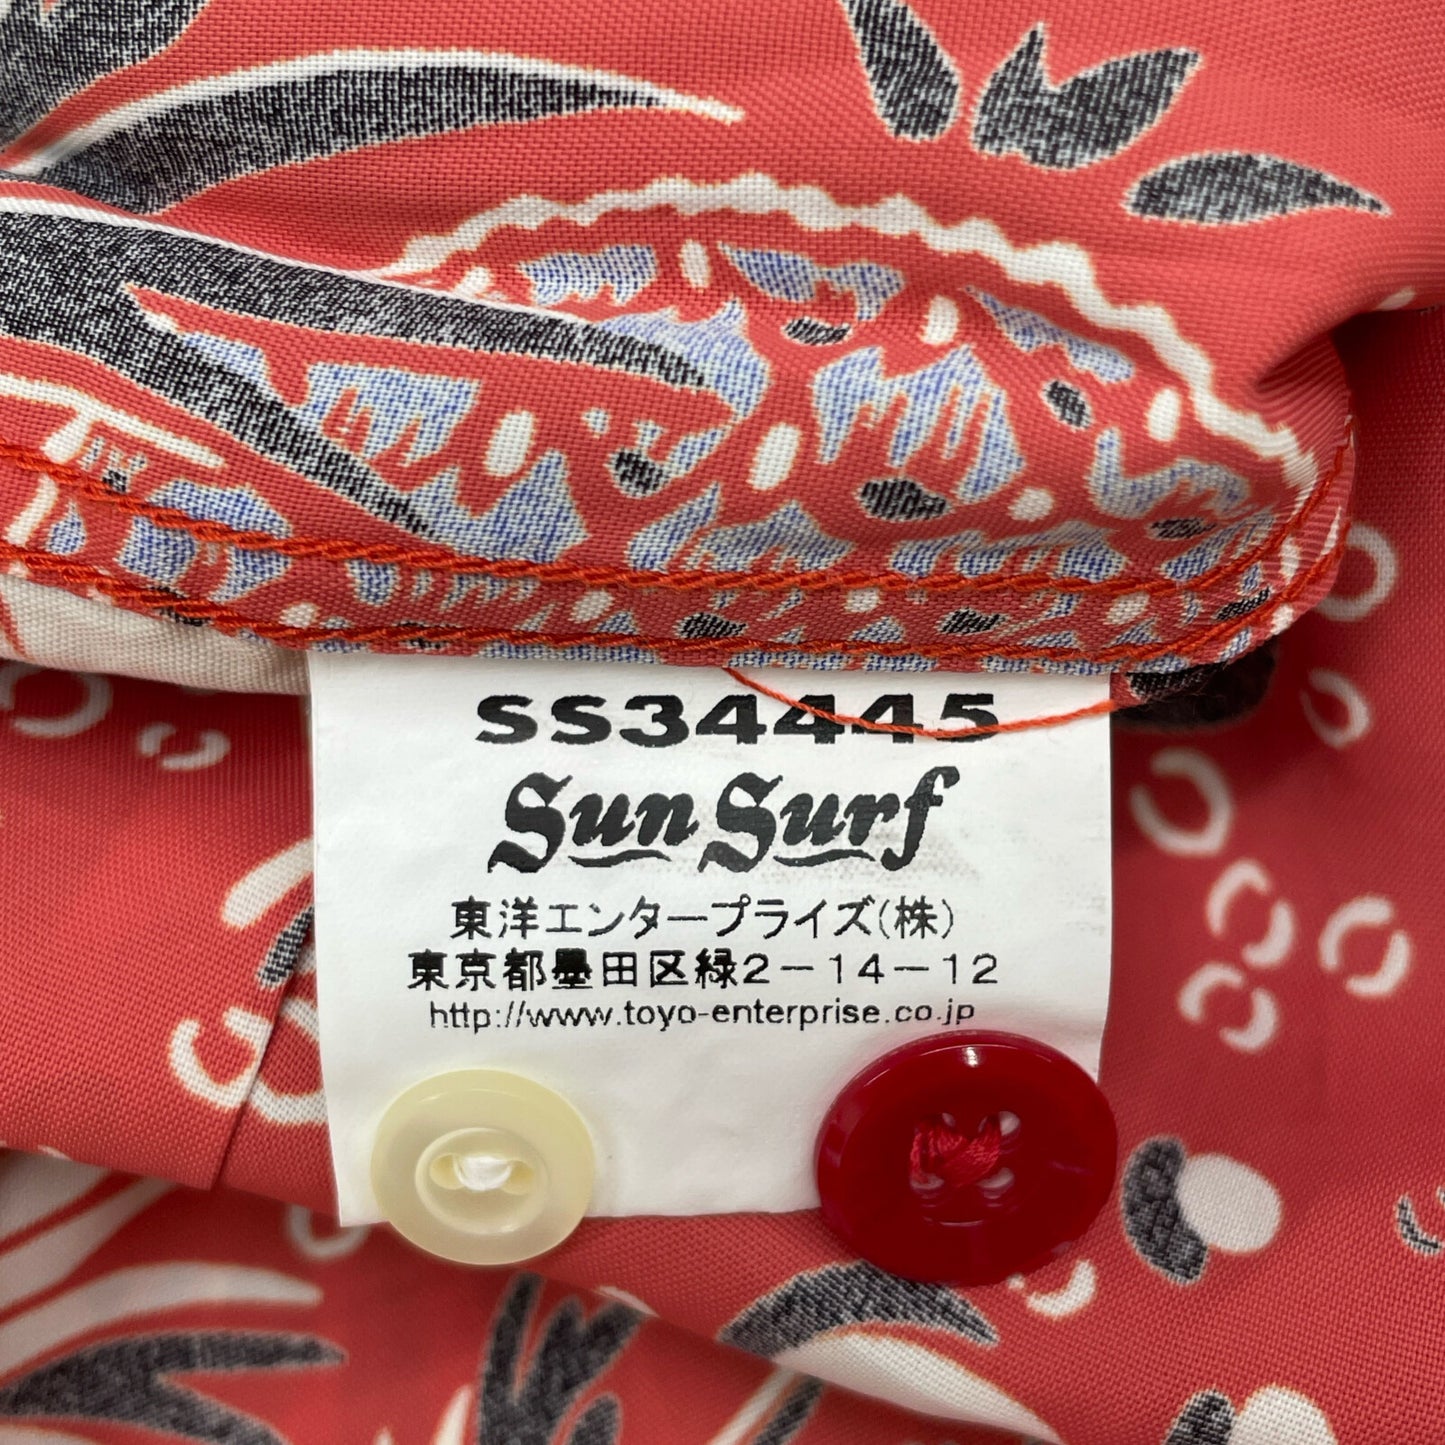 SS34445
Sun Surf
東洋エンタープライズ(株)
東京都墨田区緑2－14－12
http://www.toyo-enterprise.co.jp